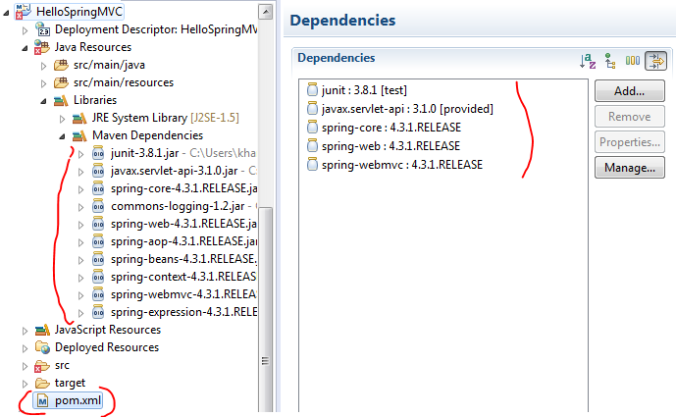 HelloSpringMVC
Deployment Descriptor: HelloSpringMV
Java Resources
src/main/java
src/main/resources
Libraries
JRE System Library [J2SE-1.5]
Maven Dependencies
junit-3.8.1.jar - C:\Users\kha
javax.servlet-api-3.1.0.jar - 
spring-core-4.3.1.RELEASE.ja
commons-logging-1.2.jar - 
spring-web-4.3.1.RELEASE.ja
spring-aop-4.3.1.RELEASE.jar
spring-beans-4.3.1.RELEASE.
spring-context-4.3.1.RELEAS
spring-webmvc-4.3.1.RELEA
spring-expression-4.3.1.RELE
JavaScript Resources
Deployed Resources
src
target
pom.xml
Dependencies
Dependencies
junit : 3.8.1 [test]
javax.servlet-api : 3.1.0 [provided]
spring-core : 4.3.1.RELEASE
spring-web : 4.3.1.RELEASE
spring-webmvc : 4.3.1.RELEASE
Add...
Remove
Properties...
Manage...